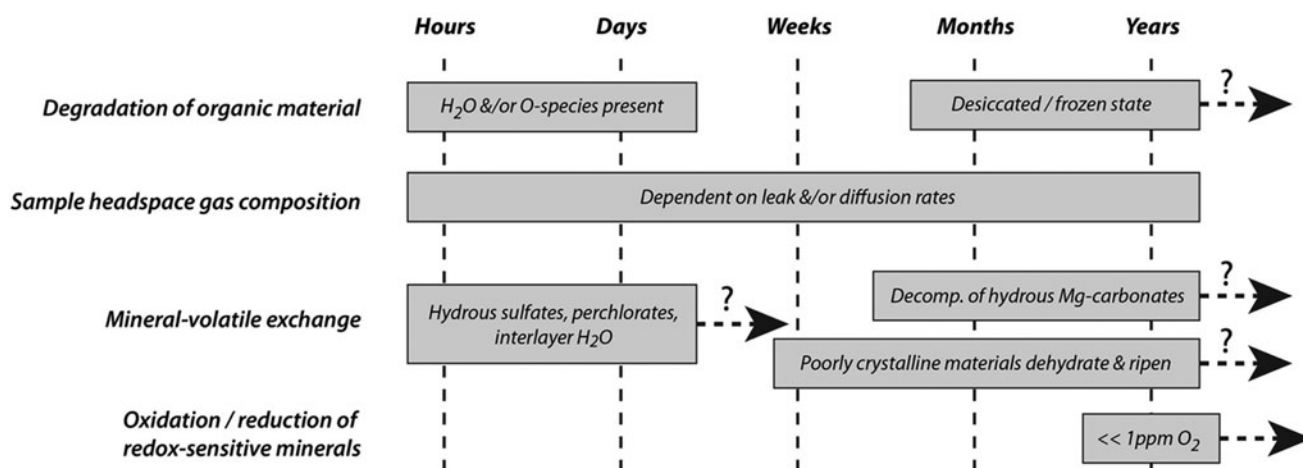 Hours Days Weeks Months Years
Degradation of organic material
H₂O &/or O-species present
Desiccated / frozen state
?
Sample headspace gas composition
Dependent on leak &/or diffusion rates
Mineral-volatile exchange
Hydrous sulfates, perchlorates,
interlayer H₂O
?
Decomp. of hydrous Mg-carbonates
?
Poorly crystalline materials dehydrate & ripen
?
Oxidation / reduction of
redox-sensitive minerals
<< 1ppm O₂